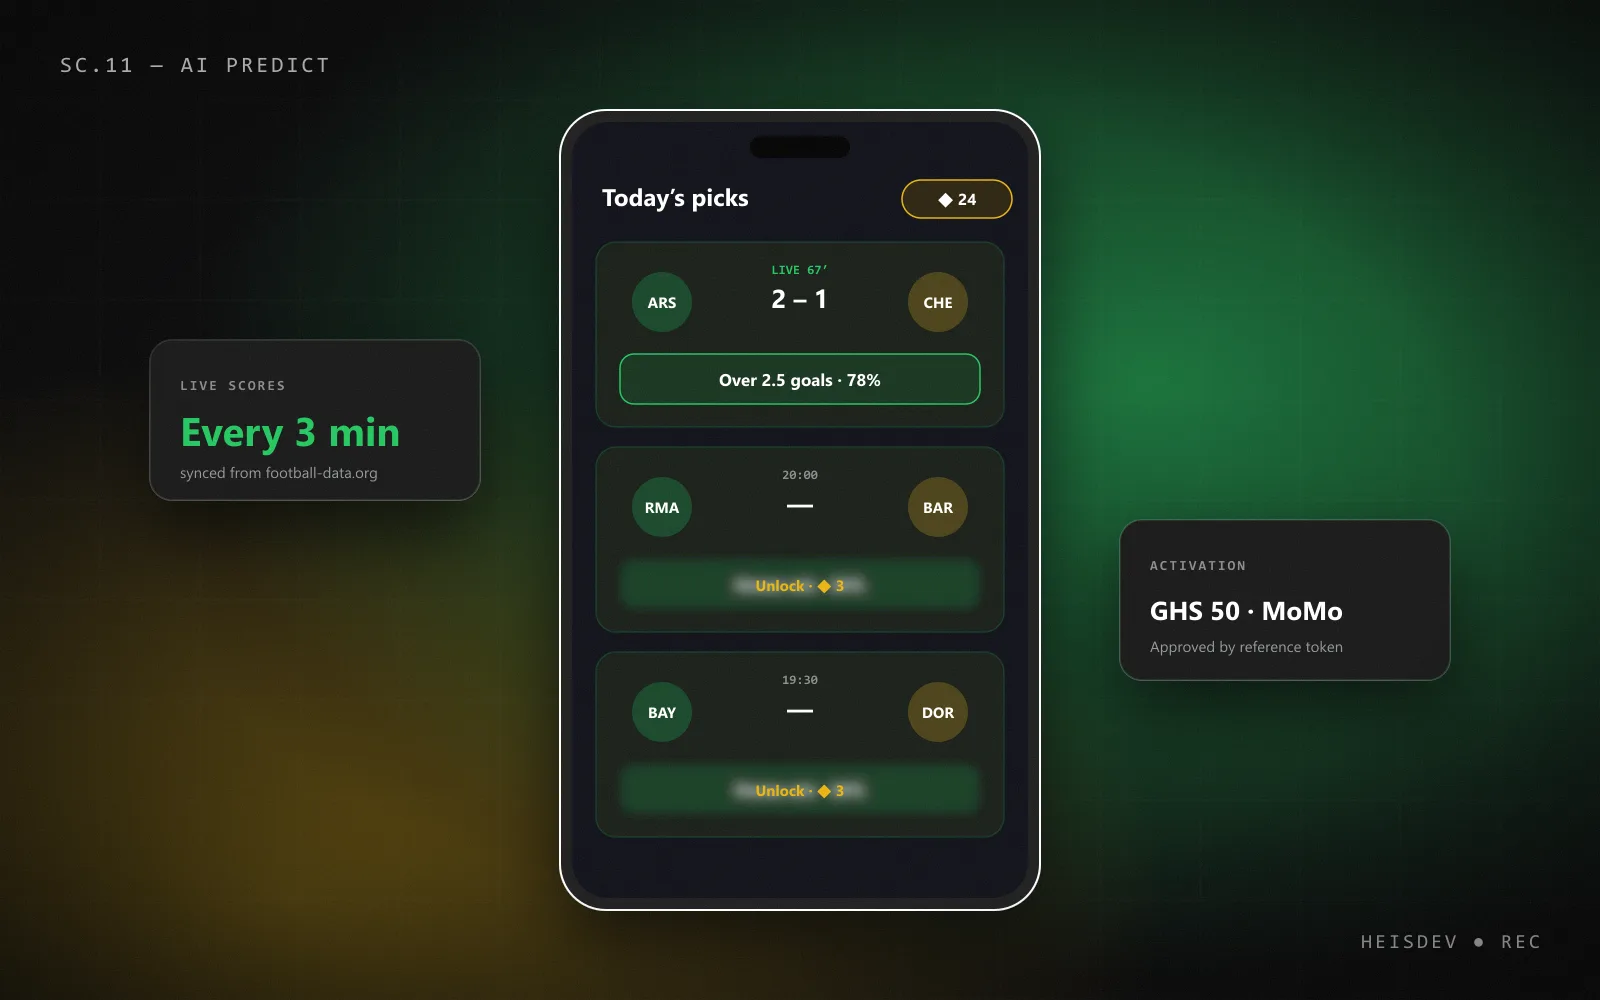 SC.11 — AI PREDICT
Today's picks
◆ 24
LIVE 67'
ARS
2 – 1
CHE
Over 2.5 goals · 78%
20:00
RMA
—
BAR
Unlock · ◆ 3
19:30
BAY
—
DOR
Unlock · ◆ 3
LIVE SCORES
Every 3 min
synced from football-data.org
ACTIVATION
GHS 50 · MoMo
Approved by reference token
HEISDEV ● REC